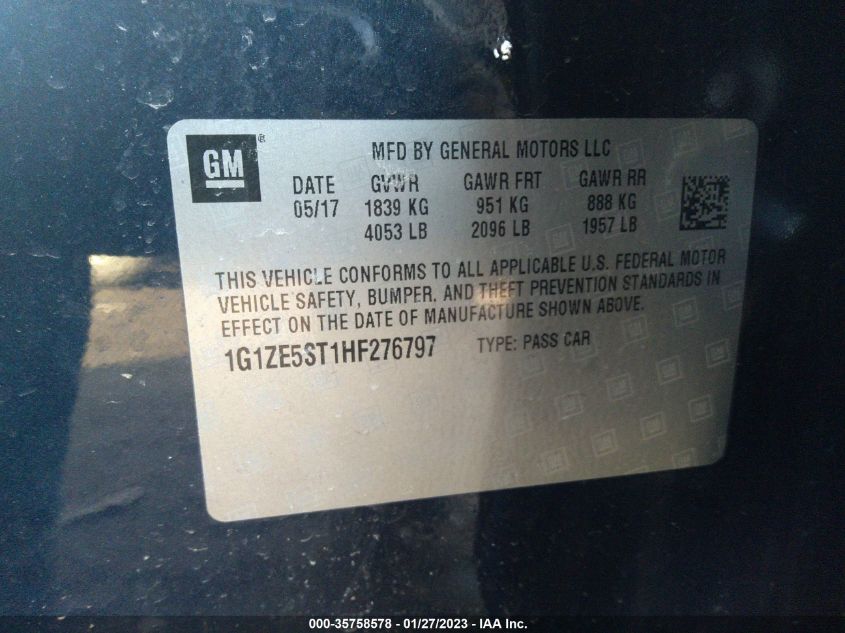 GM ®
MFD BY GENERAL MOTORS LLC
DATE GVWR GAWR FRT GAWR RR
05/17 1839 KG 951 KG 888 KG
4053 LB 2096 LB 1957 LB
THIS VEHICLE CONFORMS TO ALL APPLICABLE U.S. FEDERAL MOTOR
VEHICLE SAFETY, BUMPER, AND THEFT PREVENTION STANDARDS IN
EFFECT ON THE DATE OF MANUFACTURE SHOWN ABOVE.
1G1ZE5ST1HF276797 TYPE: PASS CAR
000-35758578 — 01/27/2023 — © IAA Inc.